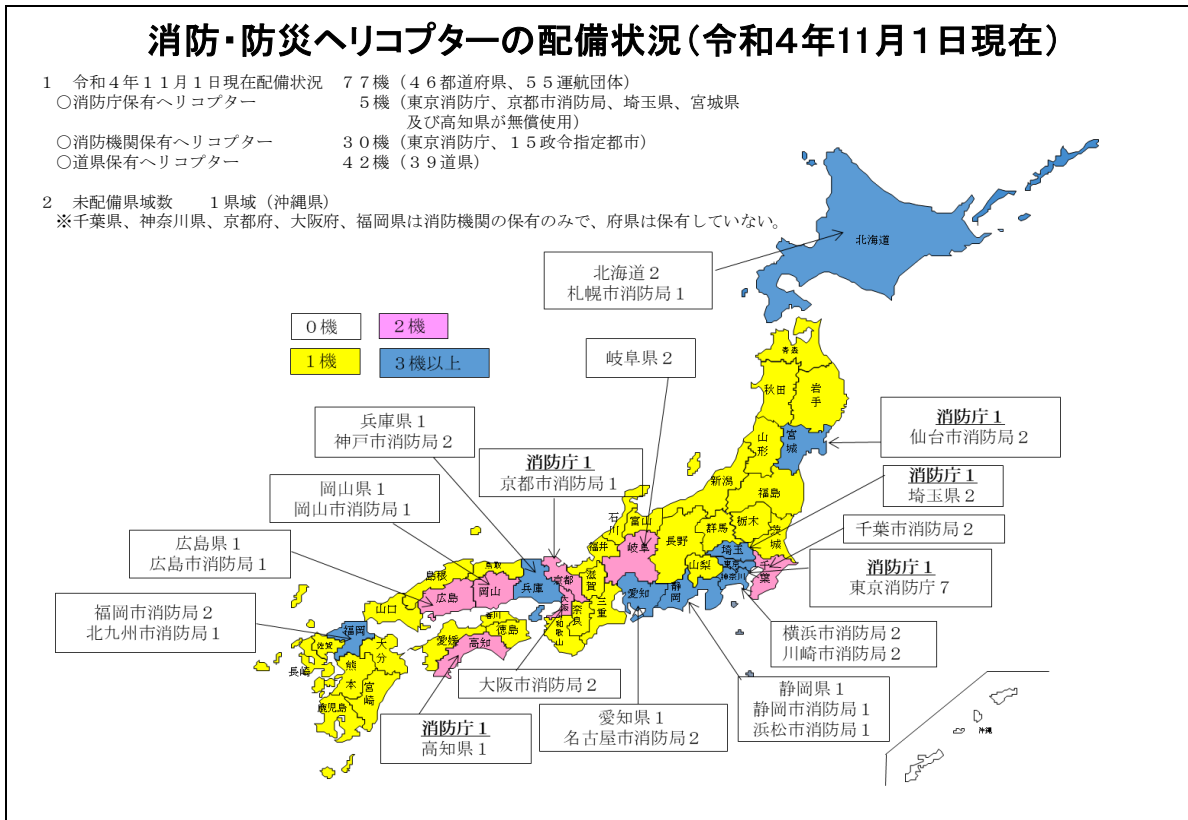 消防・防災ヘリコプターの配備状況（令和４年11月１日現在）
１　令和４年１１月１日現在配備状況　７７機（４６都道府県、５５運航団体）
○消防庁保有ヘリコプター　５機（東京消防庁、京都市消防局、埼玉県、宮城県
及び高知県が無償使用）
○消防機関保有ヘリコプター　３０機（東京消防庁、１５政令指定都市）
○道県保有ヘリコプター　４２機（３９道県）
２　未配備県域数　１県域（沖縄県）
※千葉県、神奈川県、京都府、大阪府、福岡県は消防機関の保有のみで、府県は保有していない。
北海道
北海道２
札幌市消防局１
０機
２機
１機
３機以上
岐阜県２
青森
秋田
岩手
兵庫県１
神戸市消防局２
消防庁１
仙台市消防局２
山形
宮城
消防庁１
京都市消防局１
消防庁１
埼玉県２
岡山県１
岡山市消防局１
新潟
福島
千葉市消防局２
石川
富山
群馬
栃木
茨城
広島県１
広島市消防局１
福井
岐阜
長野
埼玉
消防庁１
東京消防庁７
山梨
東京
神奈川
千葉
鳥取
島根
広島
岡山
兵庫
京都
滋賀
愛知
静岡
福岡市消防局２
北九州市消防局１
山口
香川
大阪
奈良
三重
和歌山
徳島
愛媛
高知
横浜市消防局２
川崎市消防局２
福岡
佐賀
大分
長崎
熊本
宮崎
鹿児島
大阪市消防局２
静岡県１
静岡市消防局１
浜松市消防局１
愛知県１
名古屋市消防局２
消防庁１
高知県１
沖縄